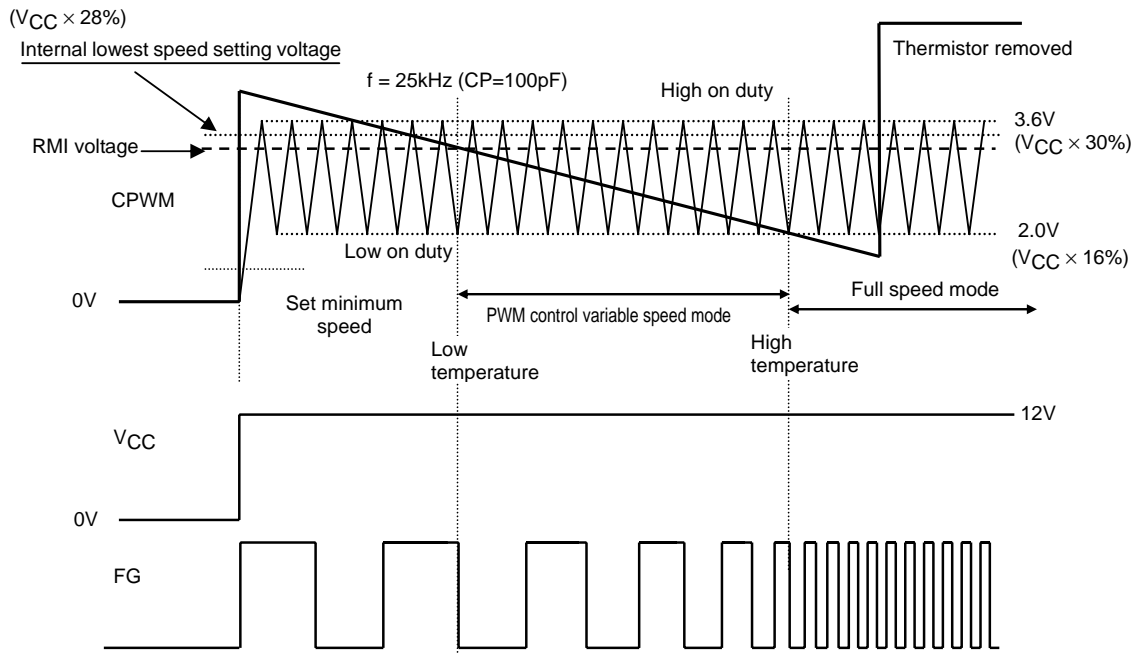 (VCC × 28%)
Internal lowest speed setting voltage
Thermistor removed
f = 25kHz (CP=100pF)
High on duty
3.6V
(VCC × 30%)
RMI voltage
CPWM
2.0V
(VCC × 16%)
Low on duty
0V
Set minimum
speed
PWM control variable speed mode
Full speed mode
Low
temperature
High
temperature
VCC
12V
0V
FG